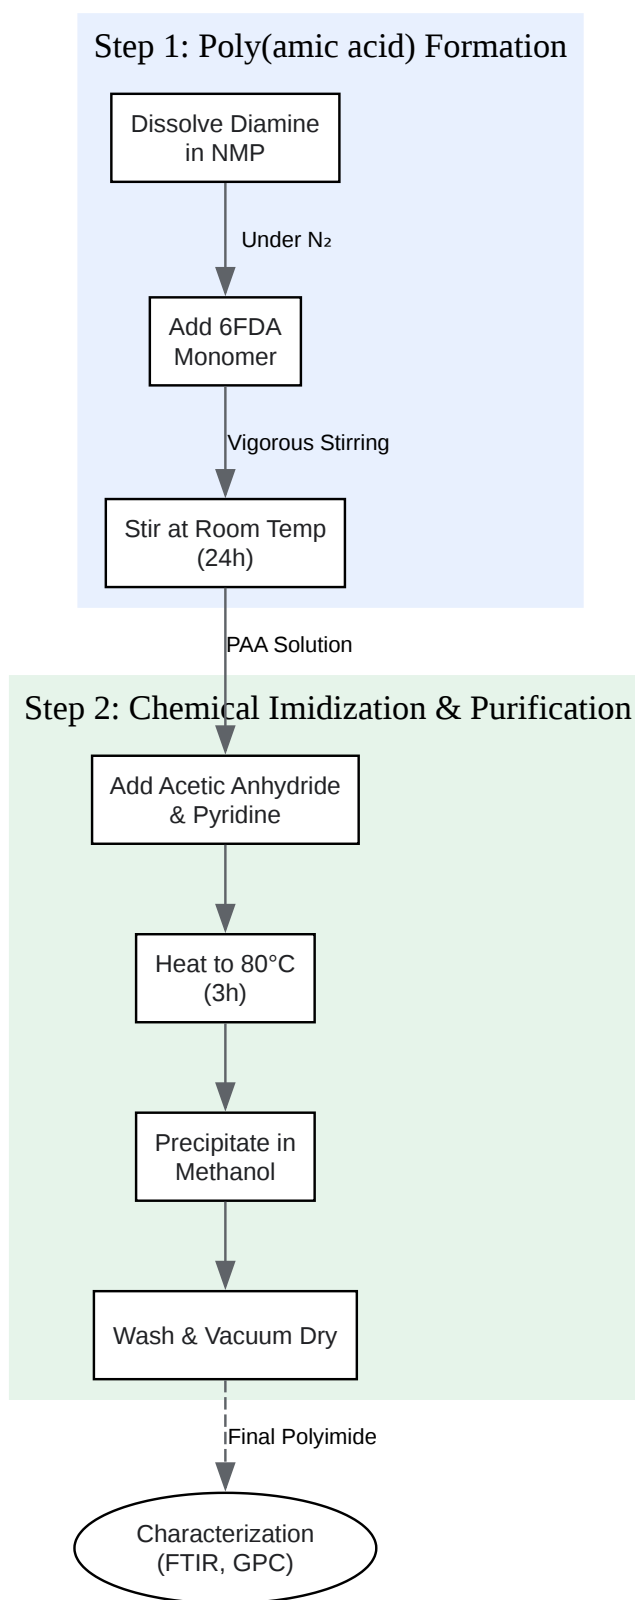 Step 1: Poly(amic acid) Formation
Dissolve Diamine
in NMP
Under N₂
Add 6FDA
Monomer
Vigorous Stirring
Stir at Room Temp
(24h)
PAA Solution
Step 2: Chemical Imidization & Purification
Add Acetic Anhydride
& Pyridine
Heat to 80°C
(3h)
Precipitate in
Methanol
Wash & Vacuum Dry
Final Polyimide
Characterization
(FTIR, GPC)